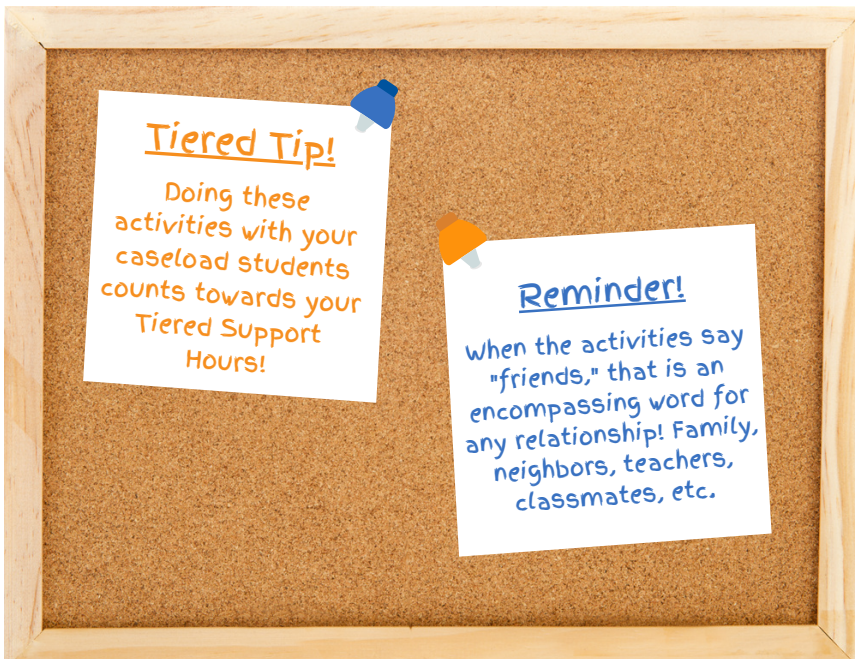 Tiered Tip!
Doing these
activities with your
caseload students
counts towards your
Tiered Support
Hours!
Reminder!
When the activities say
"friends," that is an
encompassing word for
any relationship! Family,
neighbors, teachers,
classmates, etc.